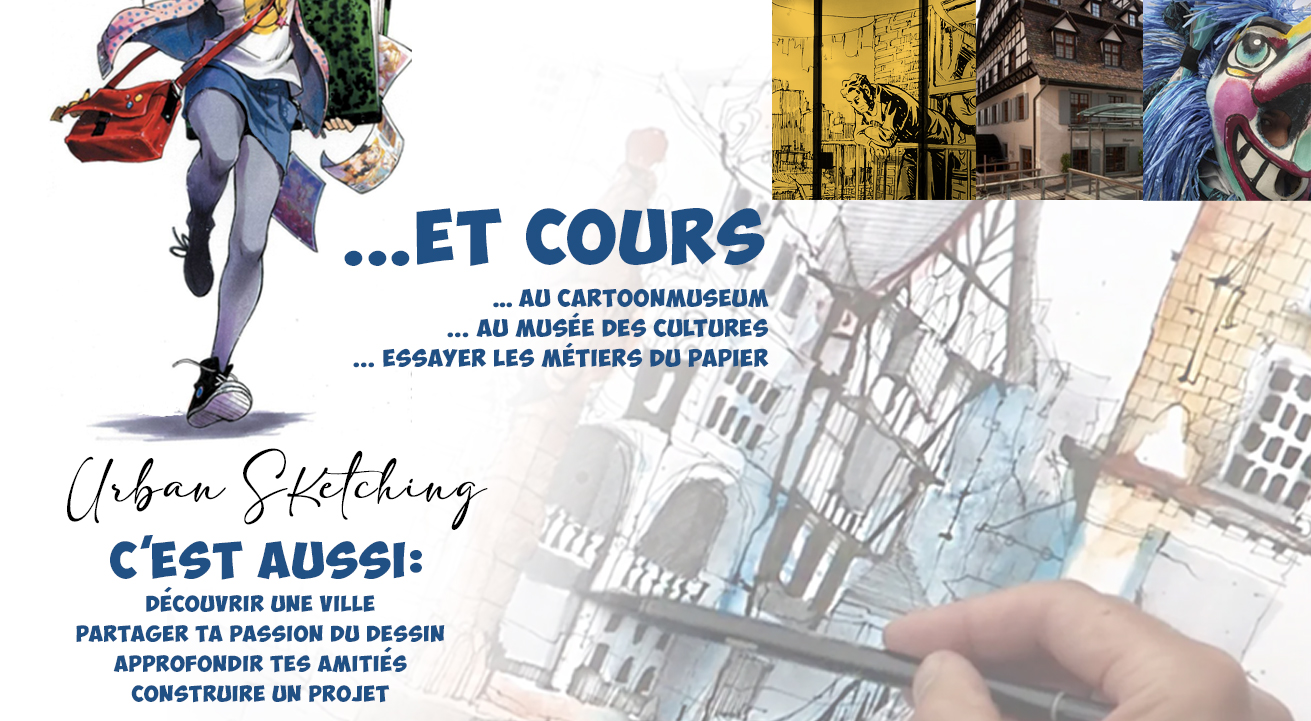 ...ET COURS
... AU CARTOONMUSEUM
... AU MUSÉE DES CULTURES
... ESSAYER LES MÉTIERS DU PAPIER
Urban Sketching
C'EST AUSSI:
DÉCOUVRIR UNE VILLE
PARTAGER TA PASSION DU DESSIN
APPROFONDIR TES AMITIÉS
CONSTRUIRE UN PROJET